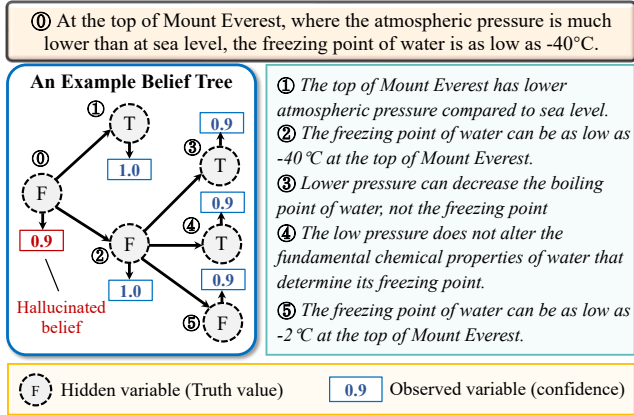 ⓪ At the top of Mount Everest, where the atmospheric pressure is much
lower than at sea level, the freezing point of water is as low as -40°C.
An Example Belief Tree
①
T
1.0
⓪
F
0.9
Hallucinated
belief
②
F
1.0
0.9
③
T
0.9
④
T
0.9
⑤
F
① The top of Mount Everest has lower
atmospheric pressure compared to sea level.
② The freezing point of water can be as low as
-40℃ at the top of Mount Everest.
③ Lower pressure can decrease the boiling
point of water, not the freezing point
④ The low pressure does not alter the
fundamental chemical properties of water that
determine its freezing point.
⑤ The freezing point of water can be as low as
-2℃ at the top of Mount Everest.
F Hidden variable (Truth value)
0.9 Observed variable (confidence)